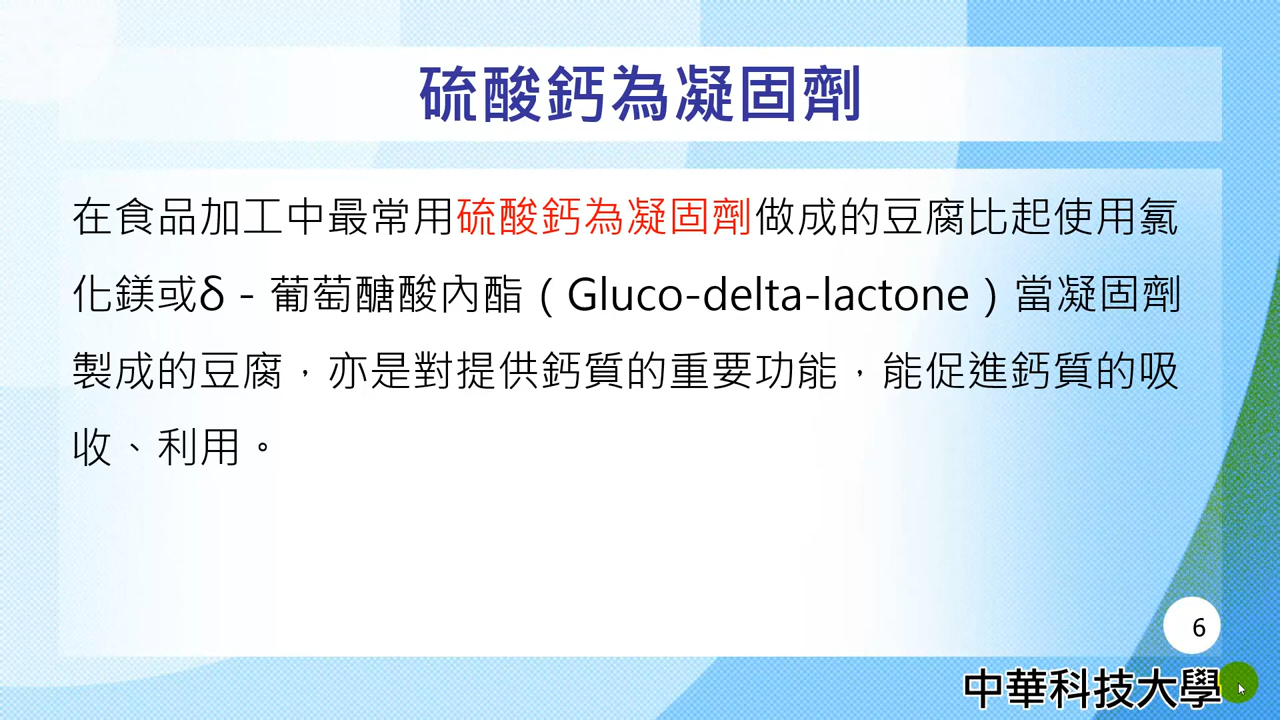 硫酸鈣為凝固劑
在食品加工中最常用硫酸鈣為凝固劑做成的豆腐比起使用氯
化鎂或δ - 葡萄醣酸內酯（Gluco-delta-lactone）當凝固劑
製成的豆腐，亦是對提供鈣質的重要功能，能促進鈣質的吸
收、利用。
6
中華科技大學